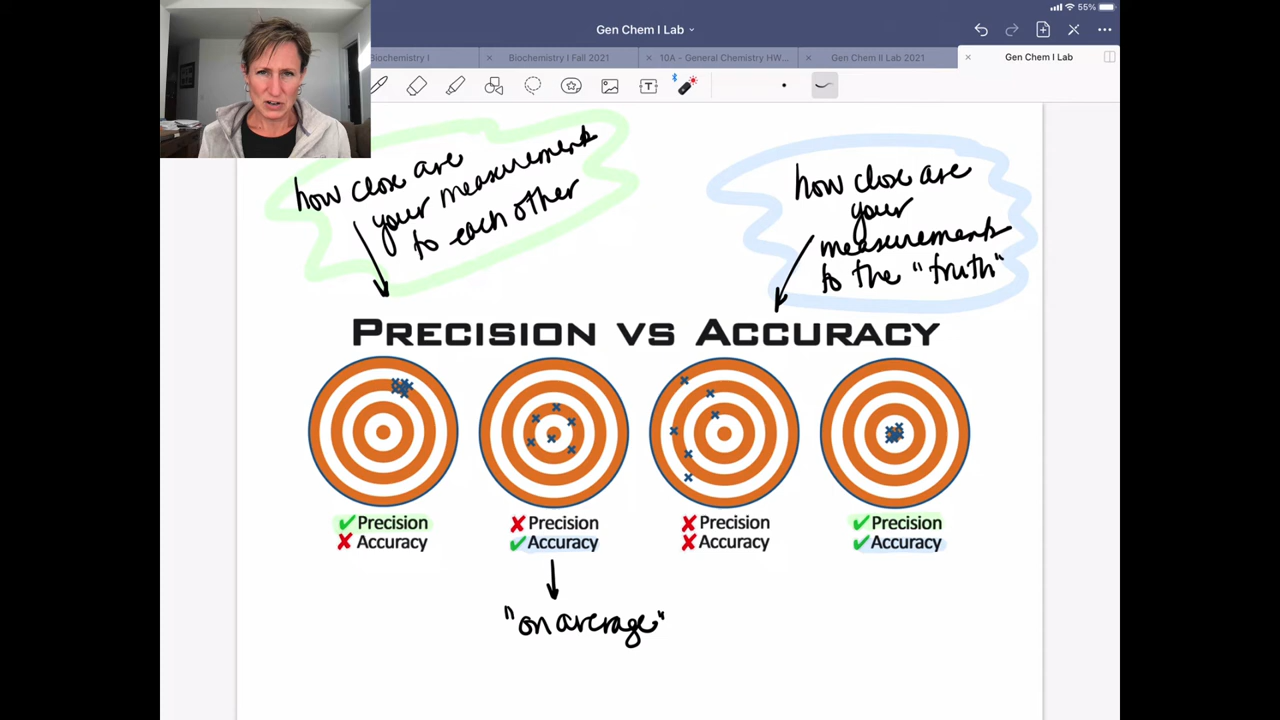 55%
Gen Chem I Lab
Biochemistry I
Biochemistry I Fall 2021
10A - General Chemistry HW...
Gen Chem II Lab 2021
Gen Chem I Lab
how close are
your measurements
to each other
how close are
your
measurements
to the "truth"
PRECISION VS ACCURACY
✔Precision
✘Accuracy
✘Precision
✔Accuracy
✘Precision
✘Accuracy
✔Precision
✔Accuracy
"on average"